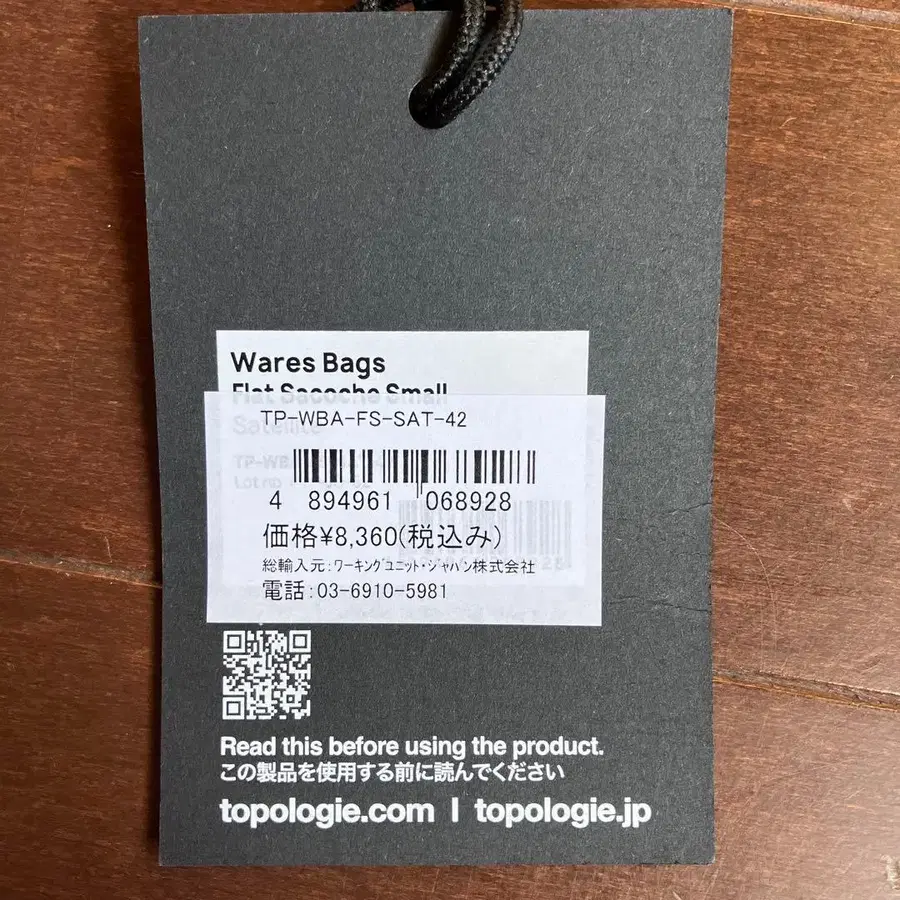 Wares Bags
Flat Sacoche Small
Satellite
TP-WBA-FS-SAT-42
4 894961 068928
価格¥8,360(税込み)
総輸入元:ワーキングユニット・ジャパン株式会社
電話:03-6910-5981
Read this before using the product.
この製品を使用する前に読んでください
topologie.com | topologie.jp